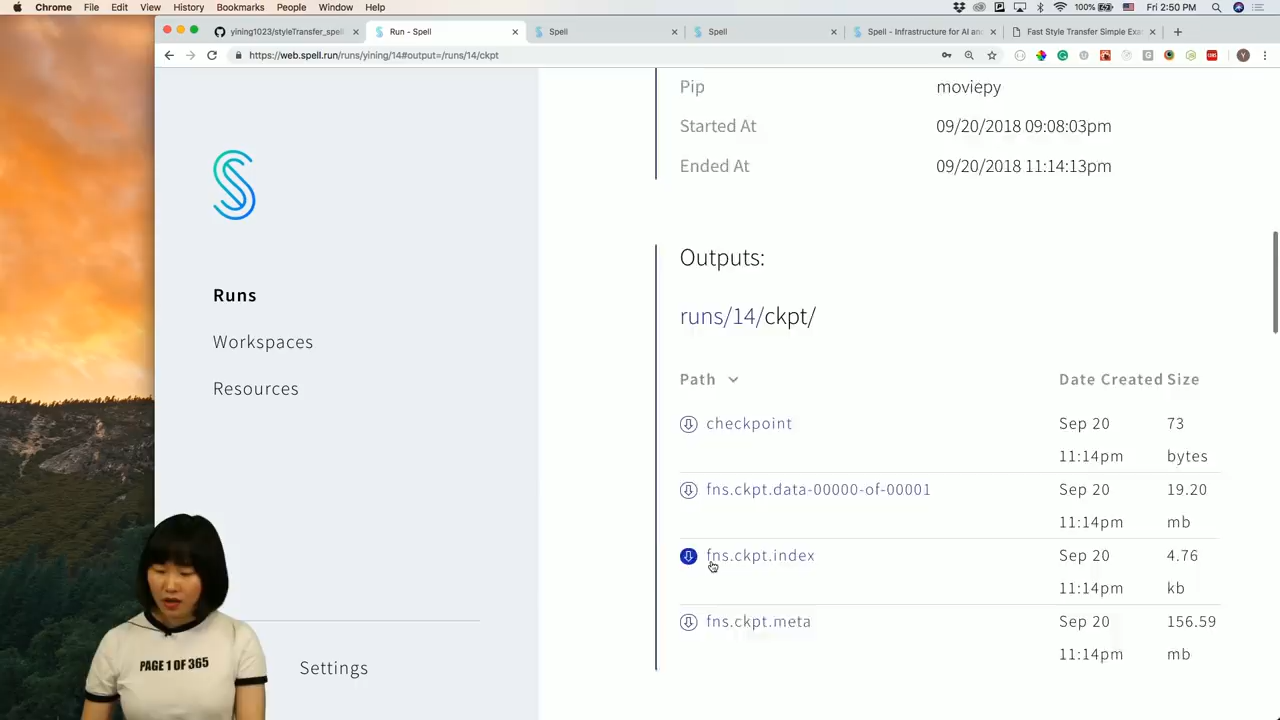 Chrome File Edit View History Bookmarks People Window Help 100% Fri 2:50 PM
yining1023/styleTransfer_spell Run - Spell Spell Spell Spell - Infrastructure for AI an Fast Style Transfer Simple Exa
https://web.spell.run/runs/yining/14#output=/runs/14/ckpt
Pip moviepy
Started At 09/20/2018 09:08:03pm
Ended At 09/20/2018 11:14:13pm
Runs
Workspaces
Resources
Settings
Outputs:
runs/14/ckpt/
Path Date Created Size
checkpoint Sep 20 73
11:14pm bytes
fns.ckpt.data-00000-of-00001 Sep 20 19.20
11:14pm mb
fns.ckpt.index Sep 20 4.76
11:14pm kb
fns.ckpt.meta Sep 20 156.59
11:14pm mb
PAGE 1 OF 365